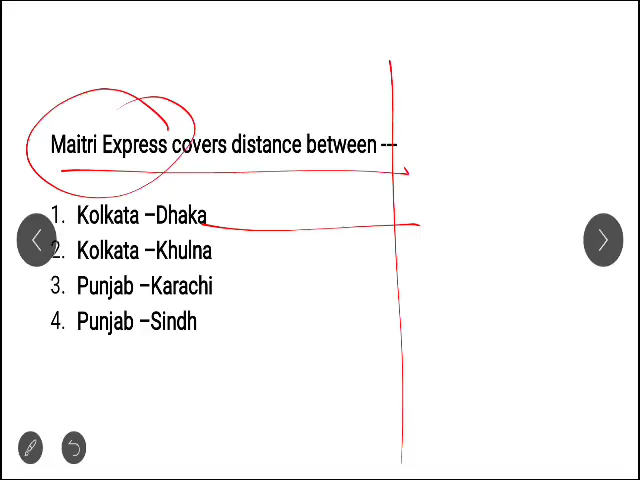 Maitri Express covers distance between ---
1. Kolkata –Dhaka
2. Kolkata –Khulna
3. Punjab –Karachi
4. Punjab –Sindh